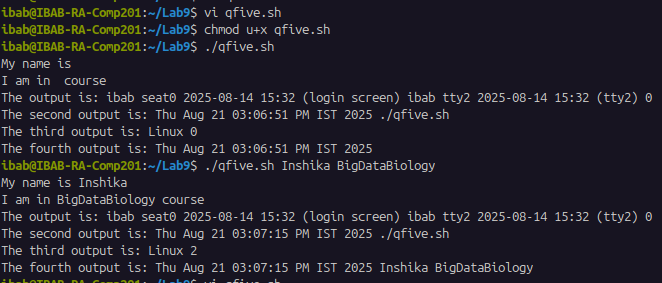 ibab@IBAB-RA-Comp201:~/Lab9$ vi qfive.sh
ibab@IBAB-RA-Comp201:~/Lab9$ chmod u+x qfive.sh
ibab@IBAB-RA-Comp201:~/Lab9$ ./qfive.sh
My name is
I am in  course
The output is: ibab seat0 2025-08-14 15:32 (login screen) ibab tty2 2025-08-14 15:32 (tty2) 0
The second output is: Thu Aug 21 03:06:51 PM IST 2025 ./qfive.sh
The third output is: Linux 0
The fourth output is: Thu Aug 21 03:06:51 PM IST 2025
ibab@IBAB-RA-Comp201:~/Lab9$ ./qfive.sh Inshika BigDataBiology
My name is Inshika
I am in BigDataBiology course
The output is: ibab seat0 2025-08-14 15:32 (login screen) ibab tty2 2025-08-14 15:32 (tty2) 0
The second output is: Thu Aug 21 03:07:15 PM IST 2025 ./qfive.sh
The third output is: Linux 2
The fourth output is: Thu Aug 21 03:07:15 PM IST 2025 Inshika BigDataBiology
ibab@IBAB-RA-Comp201:~/Lab9$ vi qfive.sh